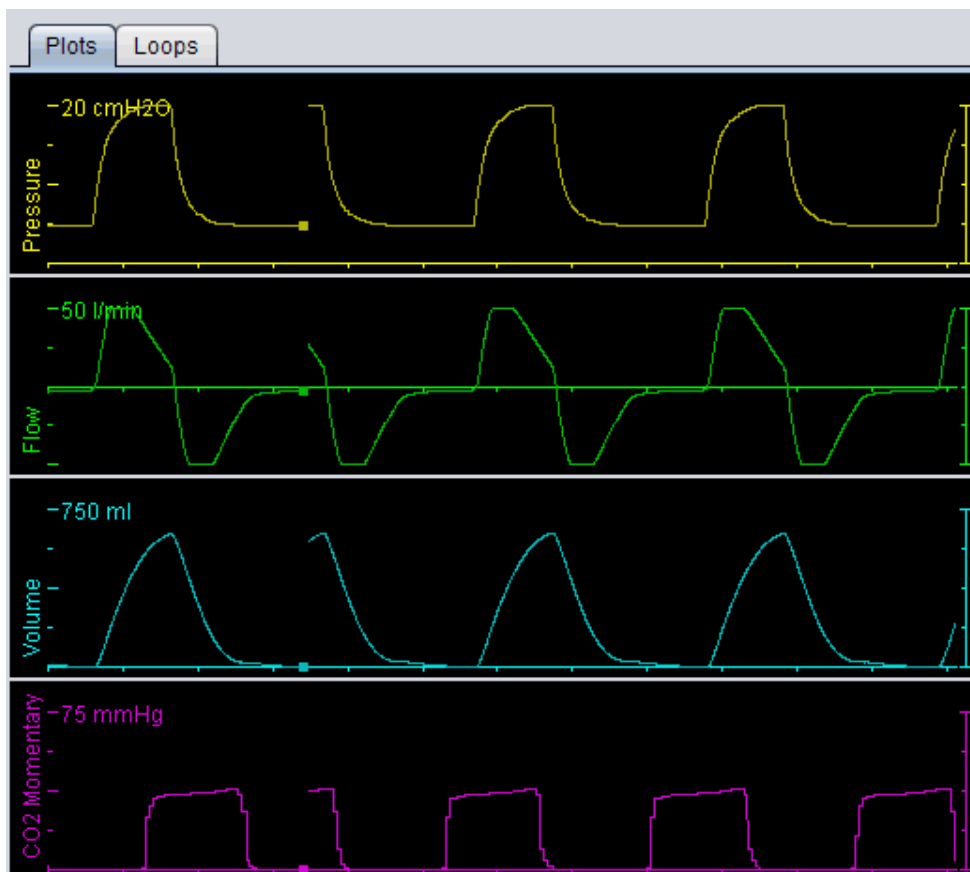 Plots Loops
20 cmH2O
Pressure
50 l/min
Flow
750 ml
Volume
75 mmHg
CO2 Momentary